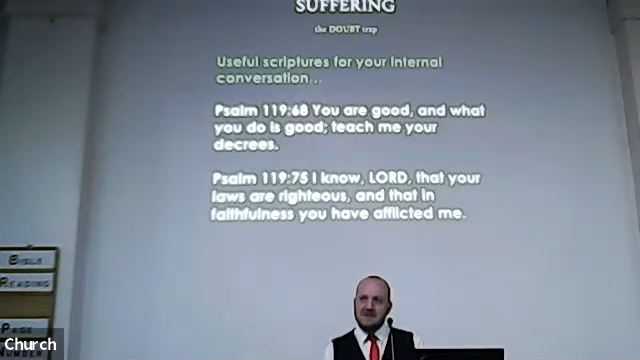 SUFFERING
the DOUBT trap
Useful scriptures for your internal
conversation...
Psalm 119:68 You are good, and what
you do is good; teach me your
decrees.
Psalm 119:75 I know, LORD, that your
laws are righteous, and that in
faithfulness you have afflicted me.
BIBLE
READING
PAGE
NUMBER
Church